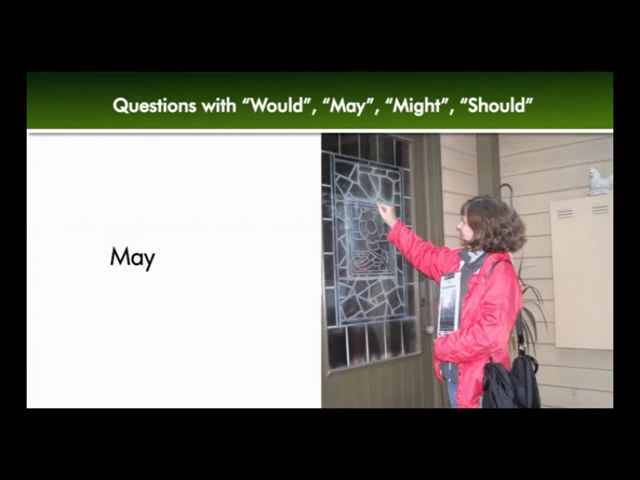 Questions with “Would”, “May”, “Might”, “Should”
May